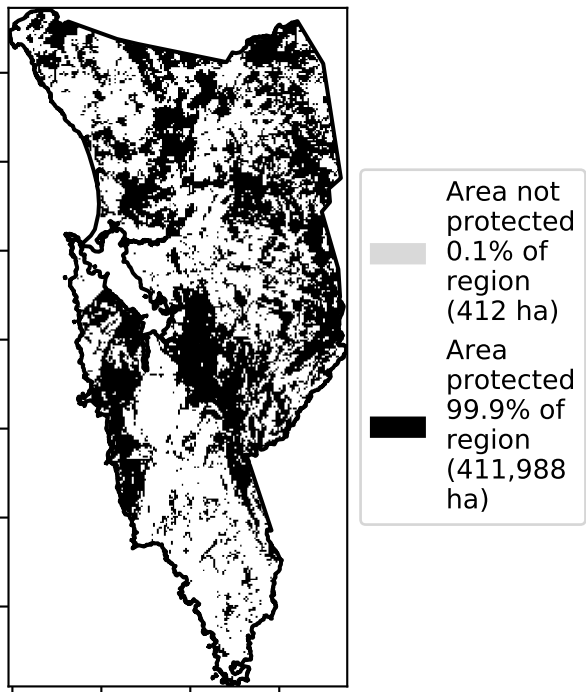 Area not
protected
0.1% of
region
(412 ha)
Area
protected
99.9% of
region
(411,988
ha)